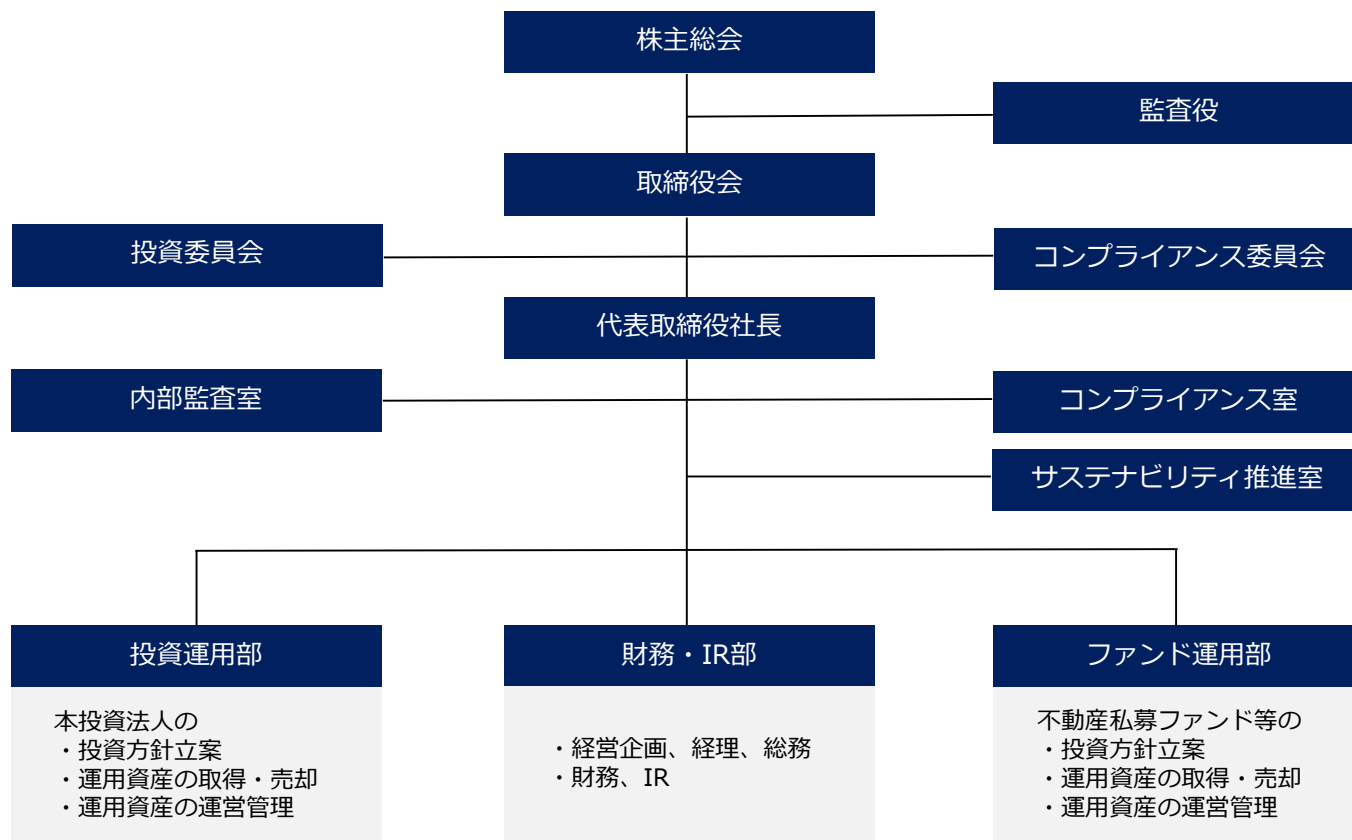 株主総会
監査役
取締役会
投資委員会
コンプライアンス委員会
代表取締役社長
内部監査室
コンプライアンス室
サステナビリティ推進室
投資運用部
本投資法人の
・投資方針立案
・運用資産の取得・売却
・運用資産の運営管理
財務・IR部
・経営企画、経理、総務
・財務、IR
ファンド運用部
不動産私募ファンド等の
・投資方針立案
・運用資産の取得・売却
・運用資産の運営管理